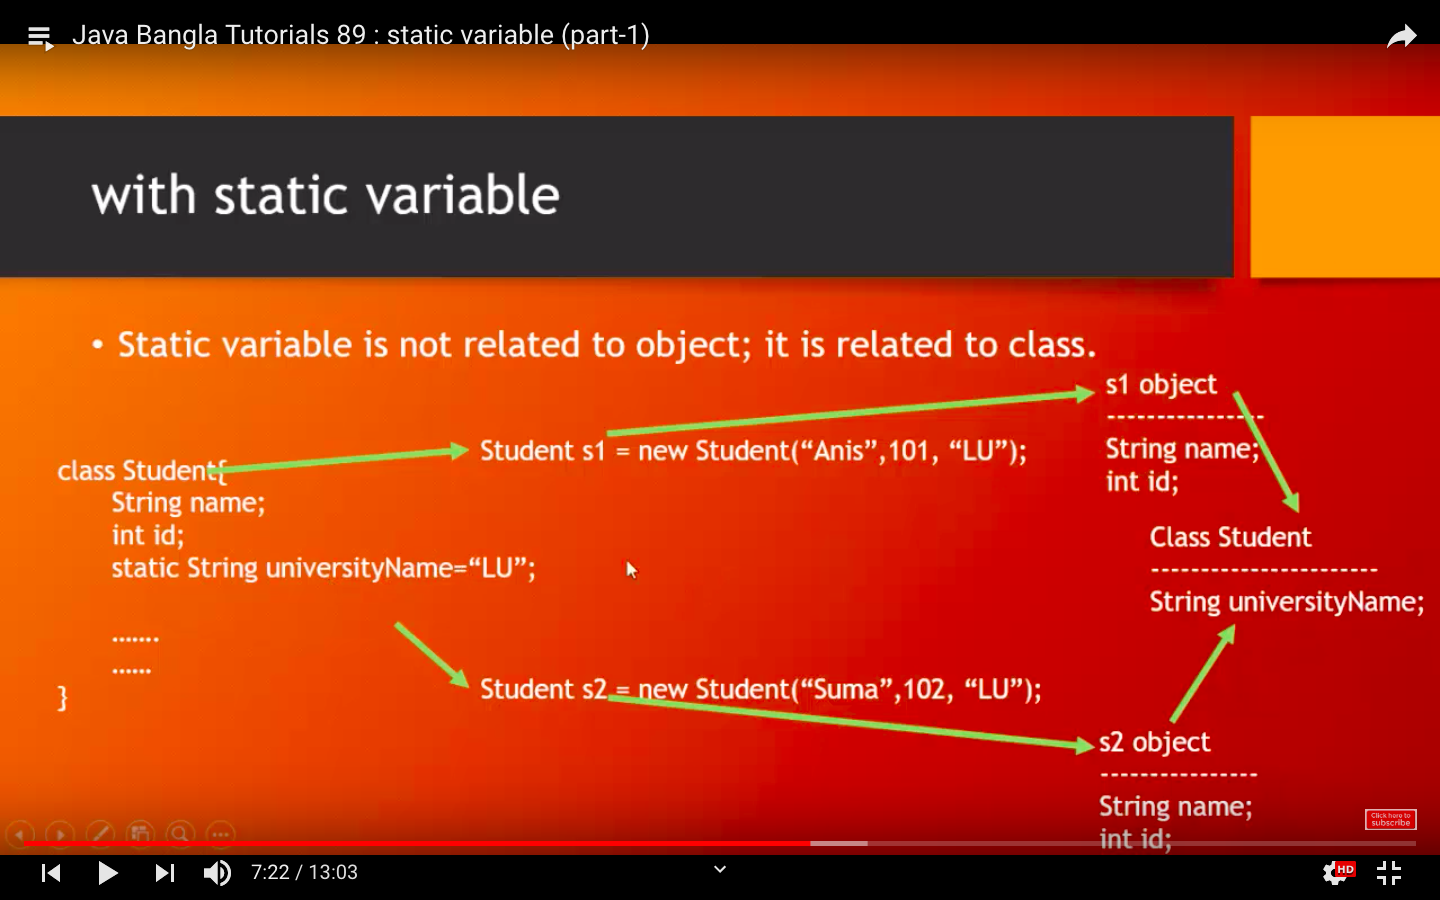 Java Bangla Tutorials 89 : static variable (part-1)
with static variable
• Static variable is not related to object; it is related to class.
class Student{
String name;
int id;
static String universityName=“LU”;
.......
......
}
Student s1 = new Student(“Anis”,101, “LU”);
Student s2 = new Student(“Suma”,102, “LU”);
s1 object
----------------
String name;
int id;
Class Student
----------------------
String universityName;
s2 object
----------------
String name;
int id;
Click here to
subscribe
7:22 / 13:03
HD